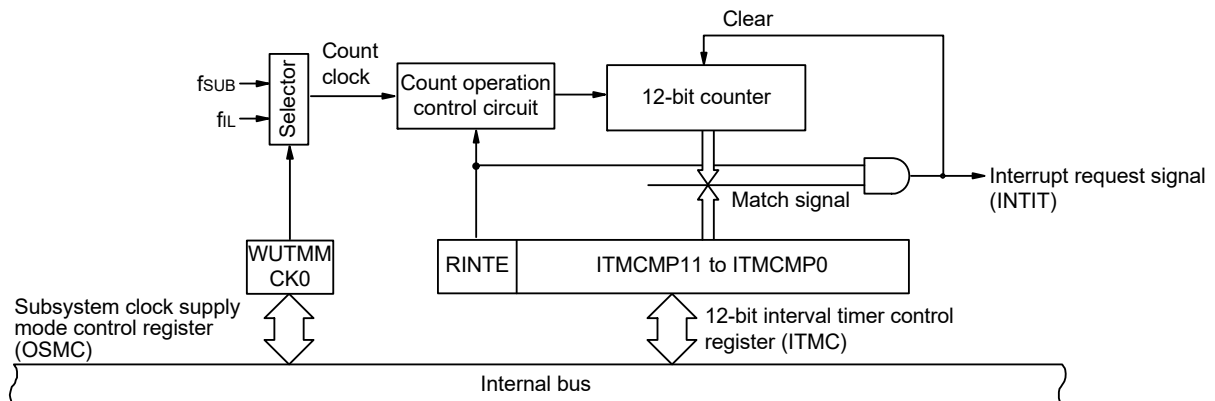 Clear
Count
clock
Selector
fSUB
fIL
Count operation
control circuit
12-bit counter
Match signal
Interrupt request signal
(INTIT)
WUTMM
CK0
RINTE
ITMCMP11 to ITMCMP0
Subsystem clock supply
mode control register
(OSMC)
12-bit interval timer control
register (ITMC)
Internal bus